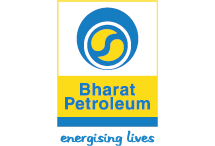 Bharat
Petroleum
energising lives